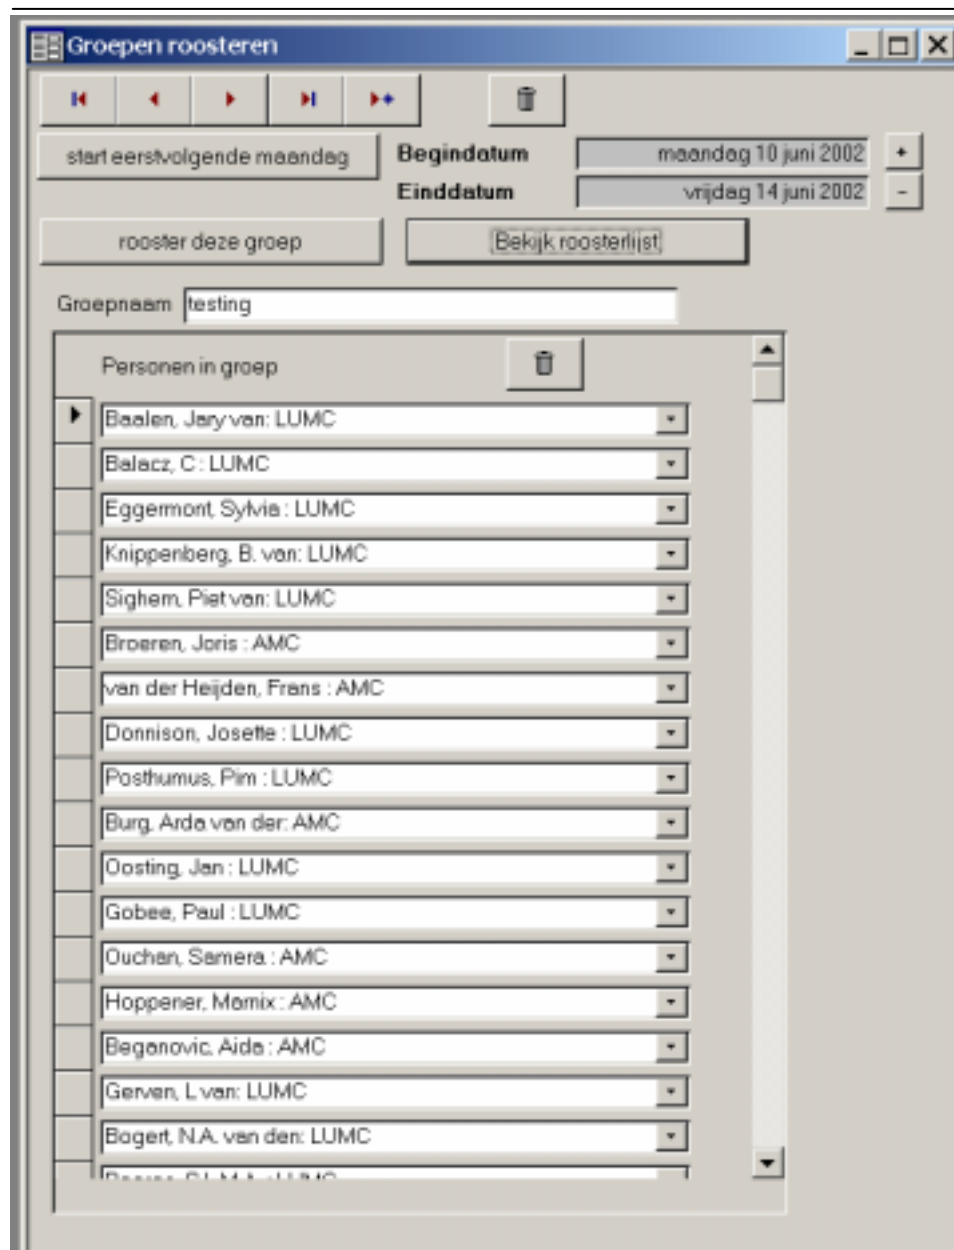 Groepen roosteren
start eerstvolgende maandag
Begindatum maandag 10 juni 2002 +
Einddatum vrijdag 14 juni 2002 -
rooster deze groep Bekijk roosterlijst
Groepnaam testing
Personen in groep
Baalen, Jary van: LUMC
Balacz, C : LUMC
Eggermont, Sylvia : LUMC
Knippenberg, B. van: LUMC
Sighem, Piet van: LUMC
Broeren, Joris : AMC
van der Heijden, Frans : AMC
Donnison, Josette : LUMC
Posthumus, Pim : LUMC
Burg, Arda van der: AMC
Oosting, Jan : LUMC
Gobee, Paul : LUMC
Ouchan, Samera : AMC
Hoppener, Marnix : AMC
Beganovic, Aida : AMC
Gerven, L van: LUMC
Bogert, N.A. van den: LUMC